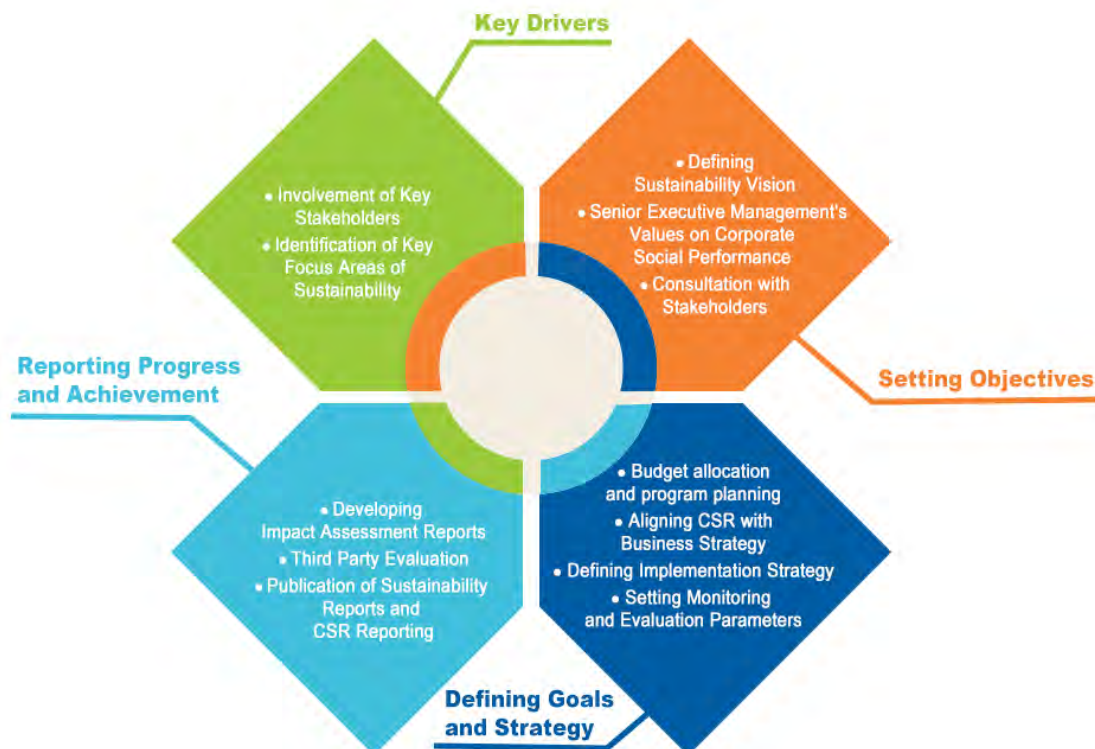 Key Drivers
• Involvement of Key
Stakeholders
• Identification of Key
Focus Areas of
Sustainability
• Defining
Sustainability Vision
• Senior Executive Management's
Values on Corporate
Social Performance
• Consultation with
Stakeholders
Setting Objectives
Reporting Progress
and Achievement
• Developing
Impact Assessment Reports
• Third Party Evaluation
• Publication of Sustainability
Reports and
CSR Reporting
• Budget allocation
and program planning
• Aligning CSR with
Business Strategy
• Defining Implementation Strategy
• Setting Monitoring
and Evaluation Parameters
Defining Goals
and Strategy